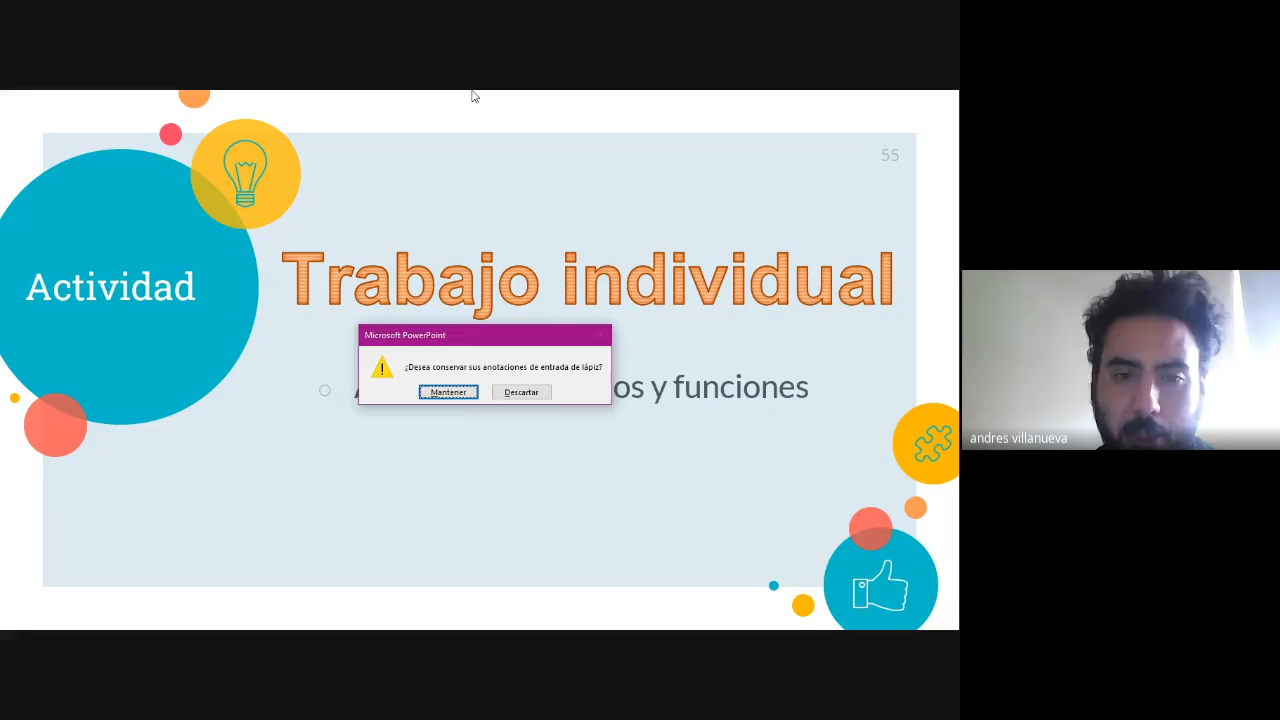 55
Actividad
Trabajo individual
Microsoft PowerPoint
¿Desea conservar sus anotaciones de entrada de lápiz?
Mantener
Descartar
os y funciones
andres villanueva